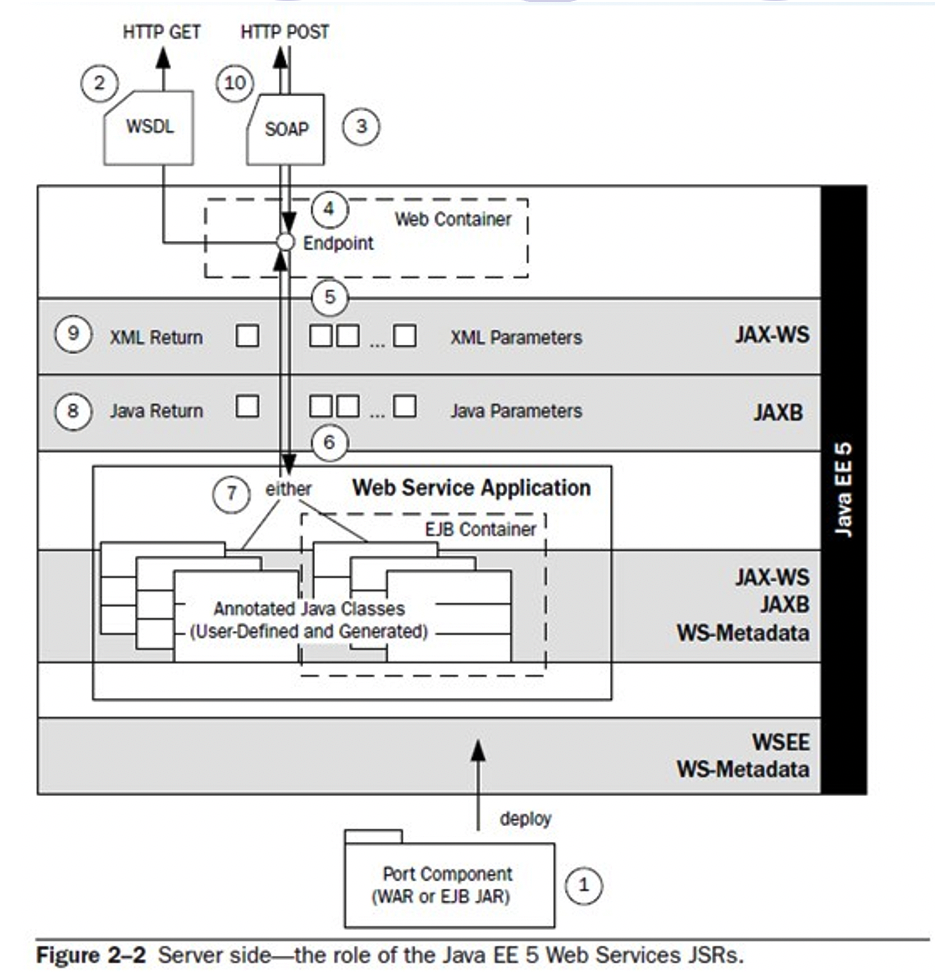 HTTP GET HTTP POST
2 10
WSDL SOAP 3
4 Web Container
Endpoint
5
9 XML Return ... XML Parameters JAX-WS
8 Java Return ... Java Parameters JAXB
6
Java EE 5
7 either Web Service Application
EJB Container
JAX-WS
Annotated Java Classes JAXB
(User-Defined and Generated) WS-Metadata
WSEE
WS-Metadata
deploy
Port Component 1
(WAR or EJB JAR)
Figure 2–2 Server side—the role of the Java EE 5 Web Services JSRs.